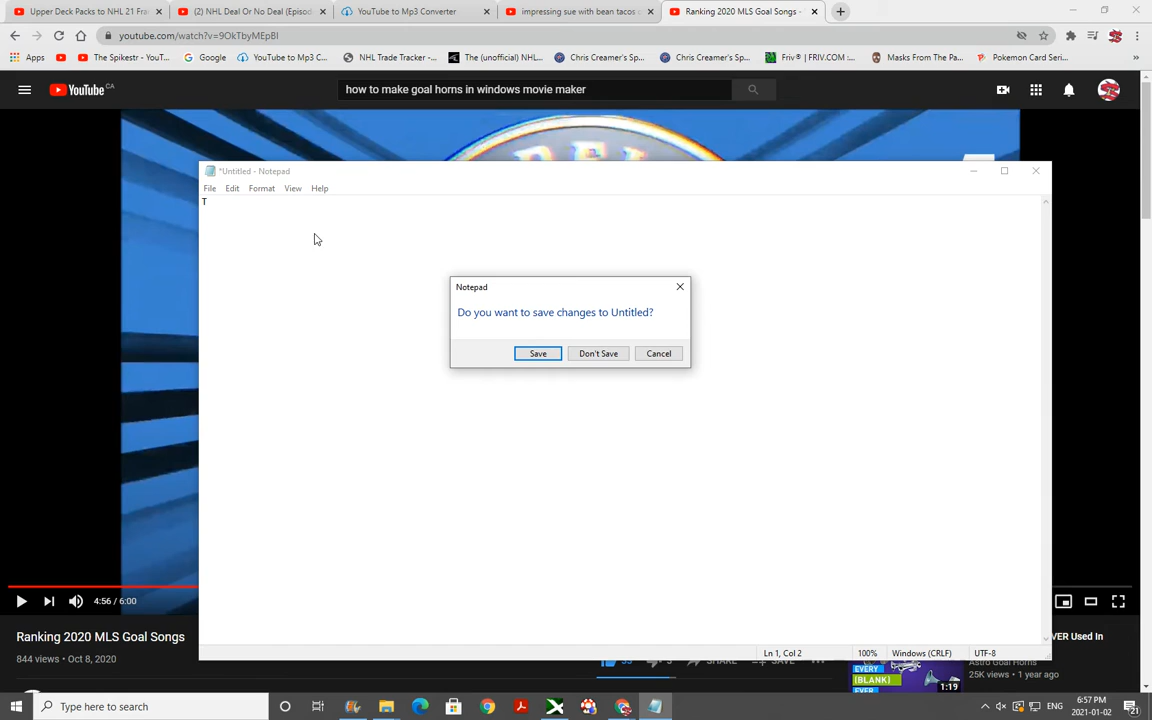 Upper Deck Packs to NHL 21 Fra
(2) NHL Deal Or No Deal (Episod
YouTube to Mp3 Converter
impressing sue with bean tacos
Ranking 2020 MLS Goal Songs -
youtube.com/watch?v=9OkTbyMEpBI
Apps
The Spikestr - YouT...
Google
YouTube to Mp3 C...
NHL Trade Tracker -...
The (unofficial) NHL...
Chris Creamer's Sp...
Chris Creamer's Sp...
Friv® | FRIV.COM :...
Masks From The Pa...
Pokemon Card Seri...
»
YouTube CA
how to make goal horns in windows movie maker
*Untitled - Notepad
File Edit Format View Help
T
Notepad
Do you want to save changes to Untitled?
Save Don't Save Cancel
4:56 / 6:00
Ranking 2020 MLS Goal Songs
844 views • Oct 8, 2020
Ln 1, Col 2 100% Windows (CRLF) UTF-8
SHARE SAVE
VER Used In
Astro Goal Horns
25K views • 1 year ago
EVERY
(BLANK)
EVER
1:19
Type here to search
ENG
6:57 PM
2021-01-02
21